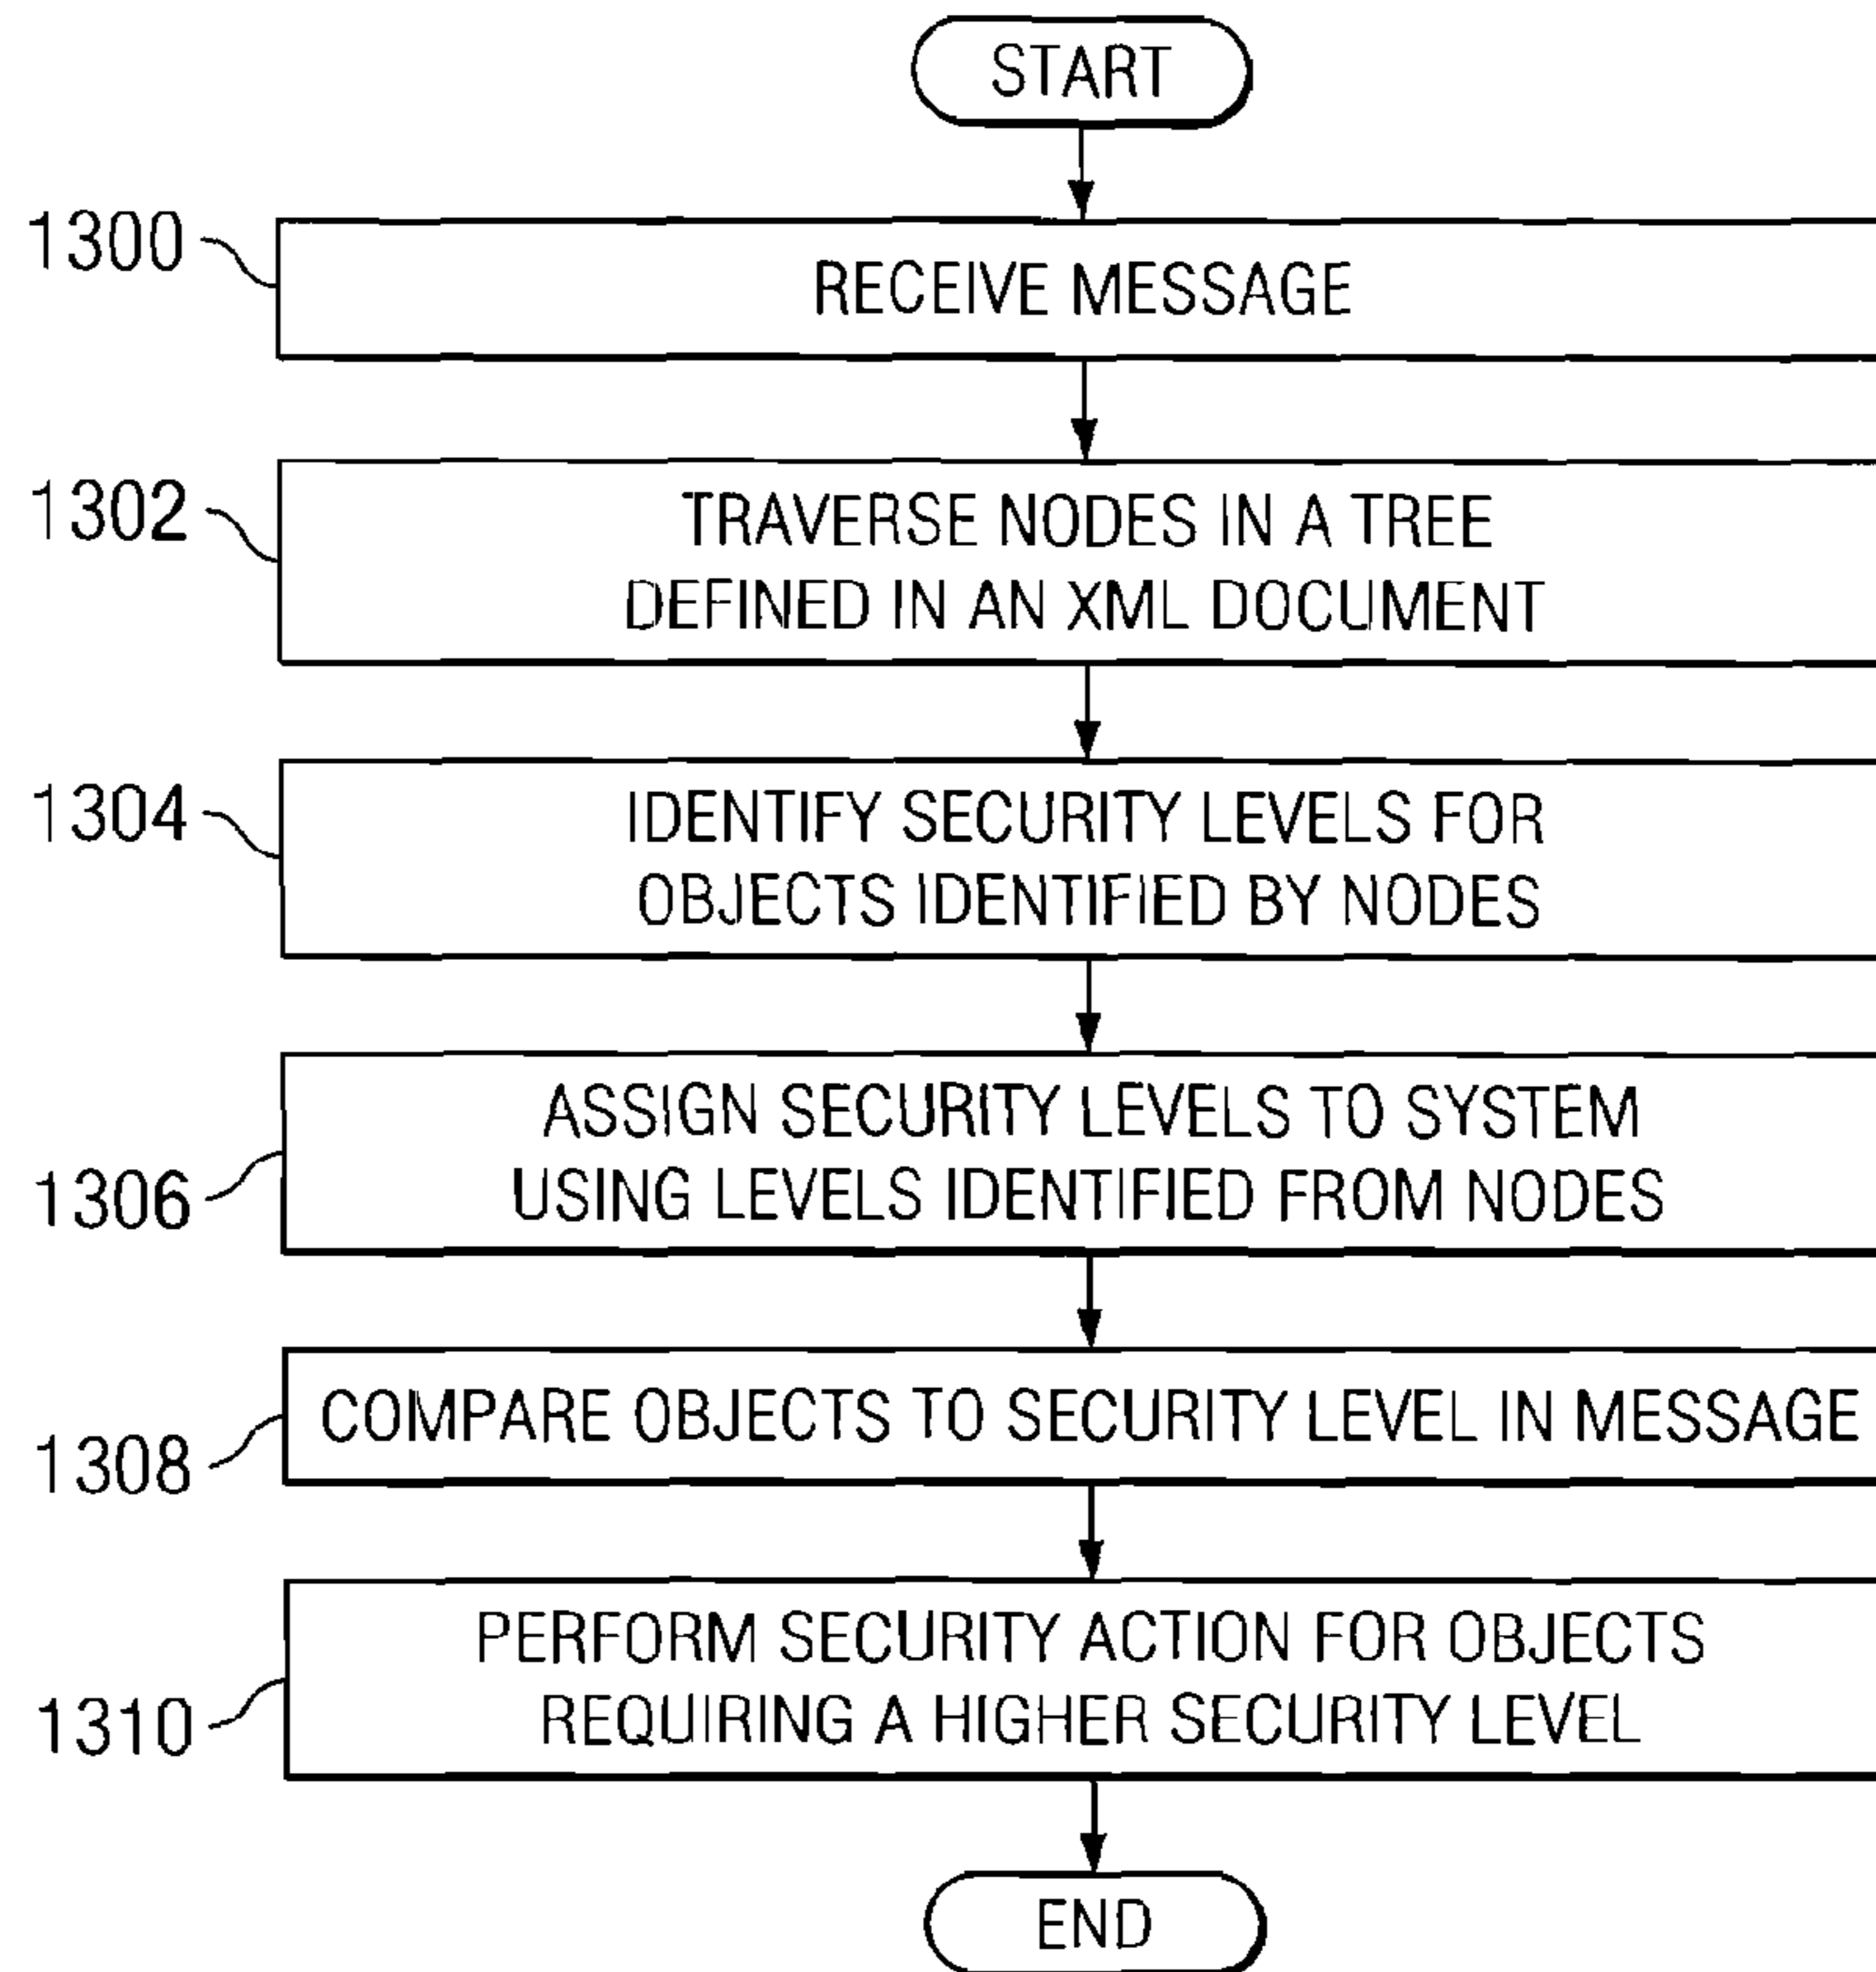 START
1300
RECEIVE MESSAGE
1302
TRAVERSE NODES IN A TREE
DEFINED IN AN XML DOCUMENT
1304
IDENTIFY SECURITY LEVELS FOR
OBJECTS IDENTIFIED BY NODES
1306
ASSIGN SECURITY LEVELS TO SYSTEM
USING LEVELS IDENTIFIED FROM NODES
1308
COMPARE OBJECTS TO SECURITY LEVEL IN MESSAGE
1310
PERFORM SECURITY ACTION FOR OBJECTS
REQUIRING A HIGHER SECURITY LEVEL
END